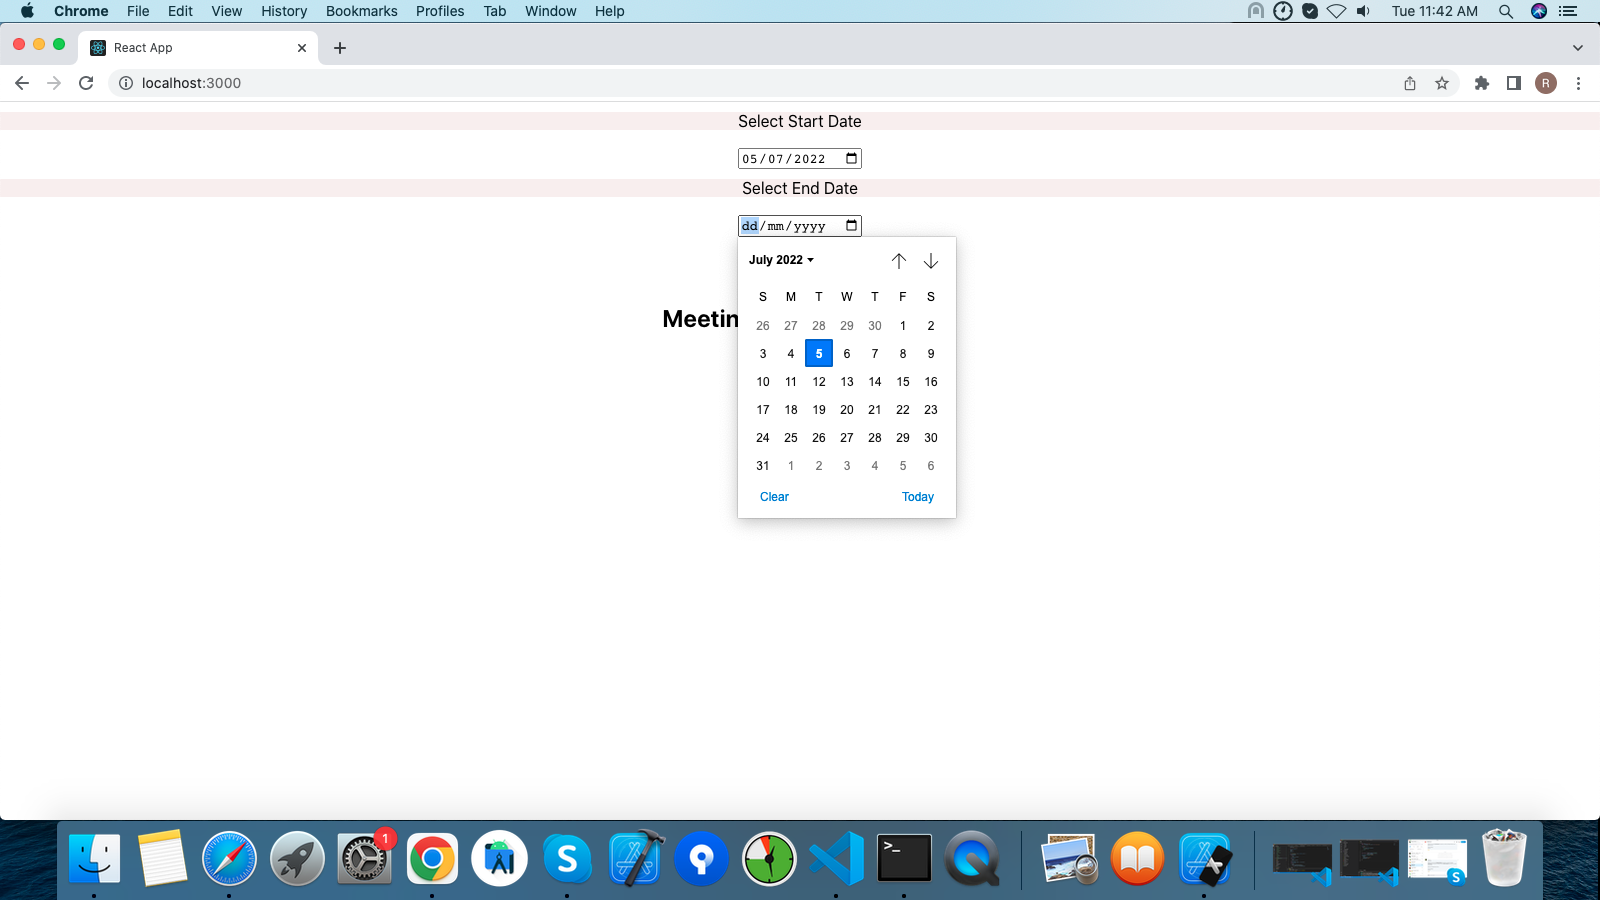 Chrome File Edit View History Bookmarks Profiles Tab Window Help Tue 11:42 AM
React App
localhost:3000 R
Select Start Date
05/07/2022
Select End Date
dd/mm/yyyy
July 2022
S M T W T F S
26 27 28 29 30 1 2
Meetin
3 4 5 6 7 8 9
10 11 12 13 14 15 16
17 18 19 20 21 22 23
24 25 26 27 28 29 30
31 1 2 3 4 5 6
Clear Today
1
>_
S
S